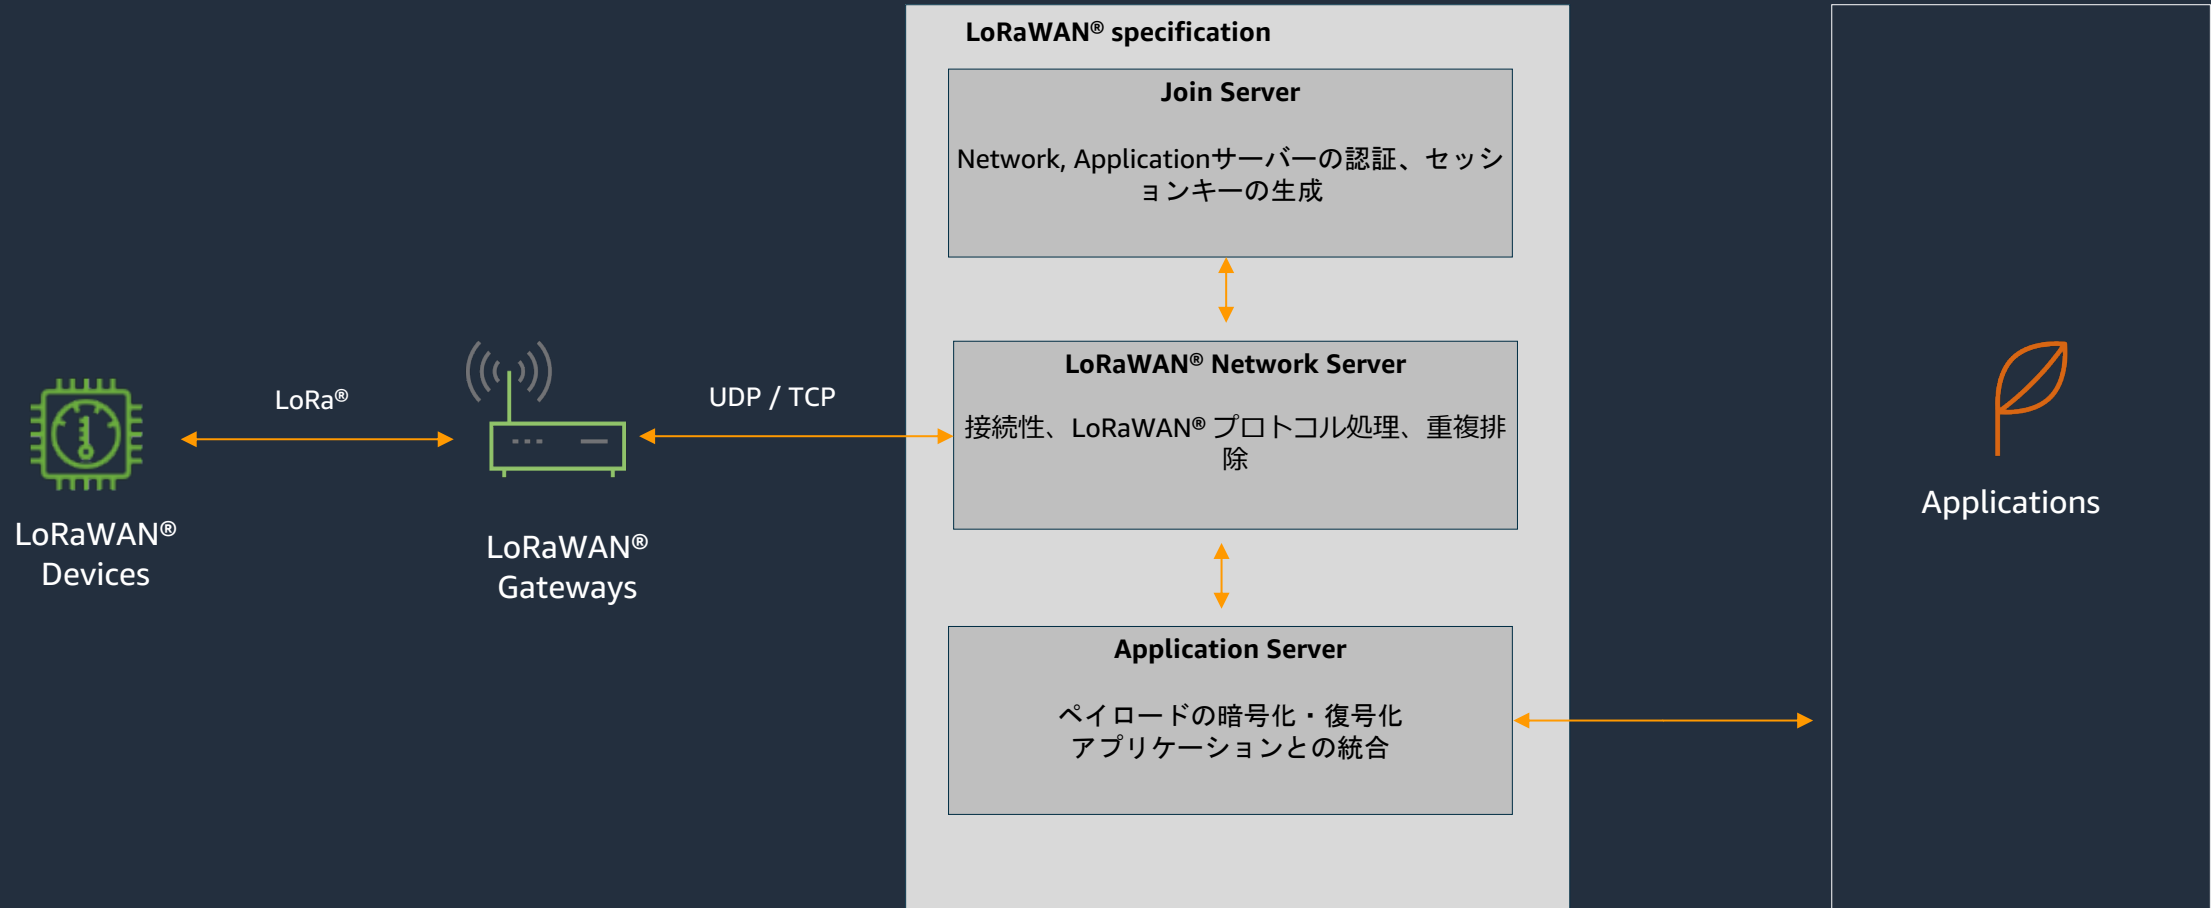 LoRaWAN® specification
Join Server
Network, Applicationサーバーの認証、セッシ
ョンキーの生成
LoRaWAN® Network Server
接続性、LoRaWAN® プロトコル処理、重複排
除
Application Server
ペイロードの暗号化・復号化
アプリケーションとの統合
LoRa®
UDP / TCP
LoRaWAN®
Devices
LoRaWAN®
Gateways
Applications